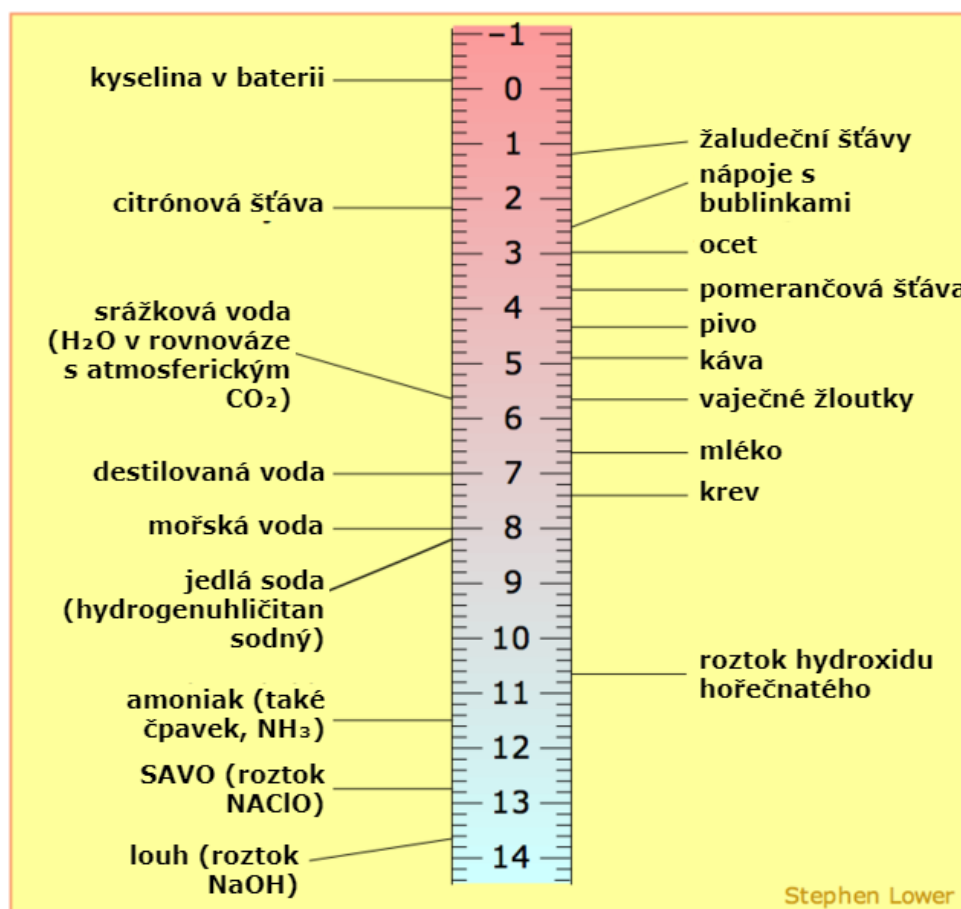 kyselina v baterii
citrónová šťáva
srážková voda
(H₂O v rovnováze
s atmosferickým
CO₂)
destilovaná voda
mořská voda
jedlá soda
(hydrogenuhličitan
sodný)
amoniak (také
čpavek, NH₃)
SAVO (roztok
NAClO)
louh (roztok
NaOH)
−1
0
1
2
3
4
5
6
7
8
9
10
11
12
13
14
žaludeční šťávy
nápoje s
bublinkami
ocet
pomerančová šťáva
pivo
káva
vaječné žloutky
mléko
krev
roztok hydroxidu
hořečnatého
Stephen Lower